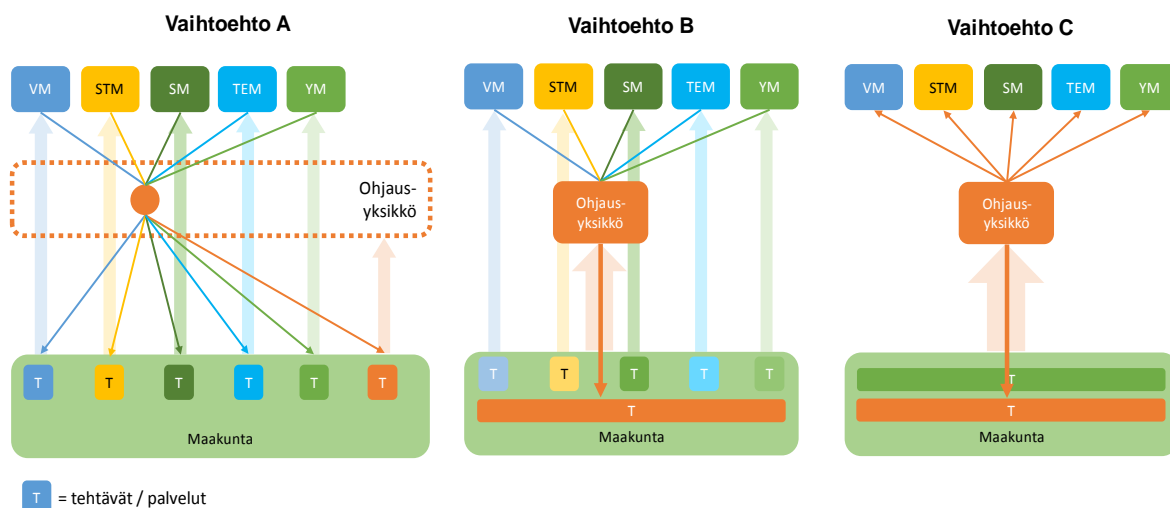 Vaihtoehto A
VM
STM
SM
TEM
YM
Ohjaus-
yksikkö
T
T
T
T
T
T
Maakunta
Vaihtoehto B
VM
STM
SM
TEM
YM
Ohjaus-
yksikkö
T
T
T
T
T
T
Maakunta
Vaihtoehto C
VM
STM
SM
TEM
YM
Ohjaus-
yksikkö
T
T
Maakunta
T = tehtävät / palvelut